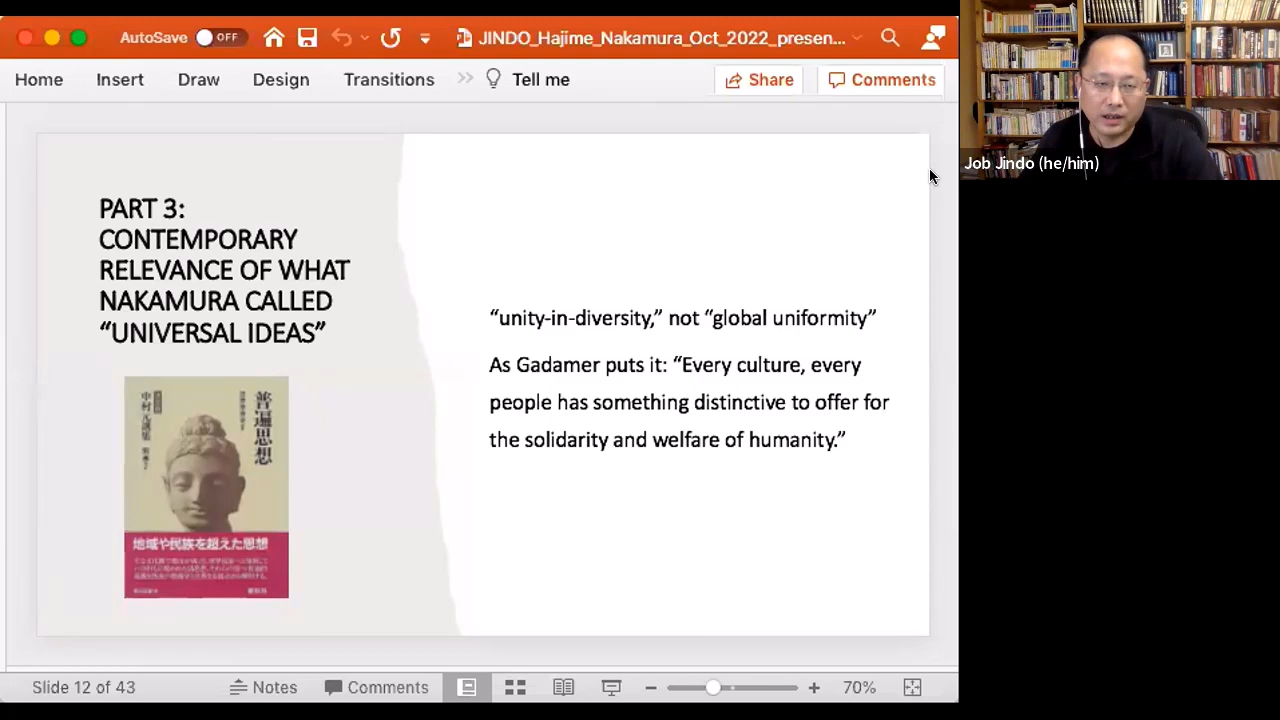 AutoSave OFF JINDO_Hajime_Nakamura_Oct_2022_presen...
Home Insert Draw Design Transitions Tell me Share Comments
Job Jindo (he/him)
PART 3:
CONTEMPORARY
RELEVANCE OF WHAT
NAKAMURA CALLED
“UNIVERSAL IDEAS”
普遍思想
中村元選集
地域や民族を超えた思想
“unity-in-diversity,” not “global uniformity”
As Gadamer puts it: “Every culture, every
people has something distinctive to offer for
the solidarity and welfare of humanity.”
Slide 12 of 43 Notes Comments 70%